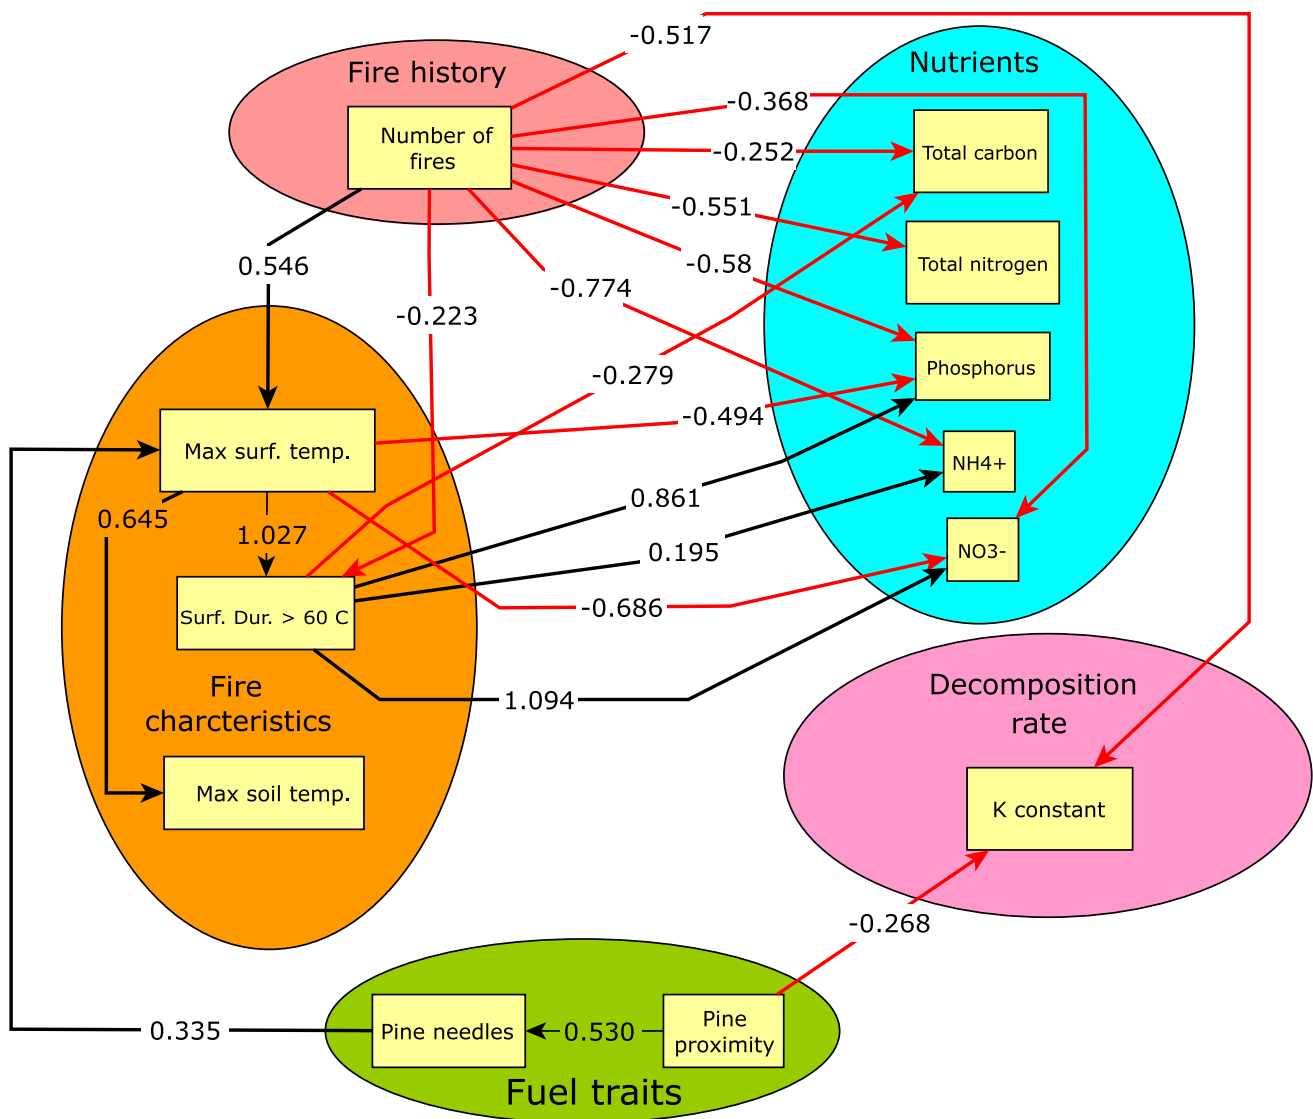 -0.517
Fire history
Nutrients
-0.368
Number of
fires
-0.252
Total carbon
-0.551
-0.58
Total nitrogen
0.546
-0.774
-0.223
-0.279
Phosphorus
-0.494
Max surf. temp.
NH4+
0.645
0.861
1.027
0.195
NO3-
-0.686
Surf. Dur. > 60 C
Fire
charcteristics
1.094
Decomposition
rate
Max soil temp.
K constant
-0.268
0.335
Pine needles
0.530
Pine
proximity
Fuel traits